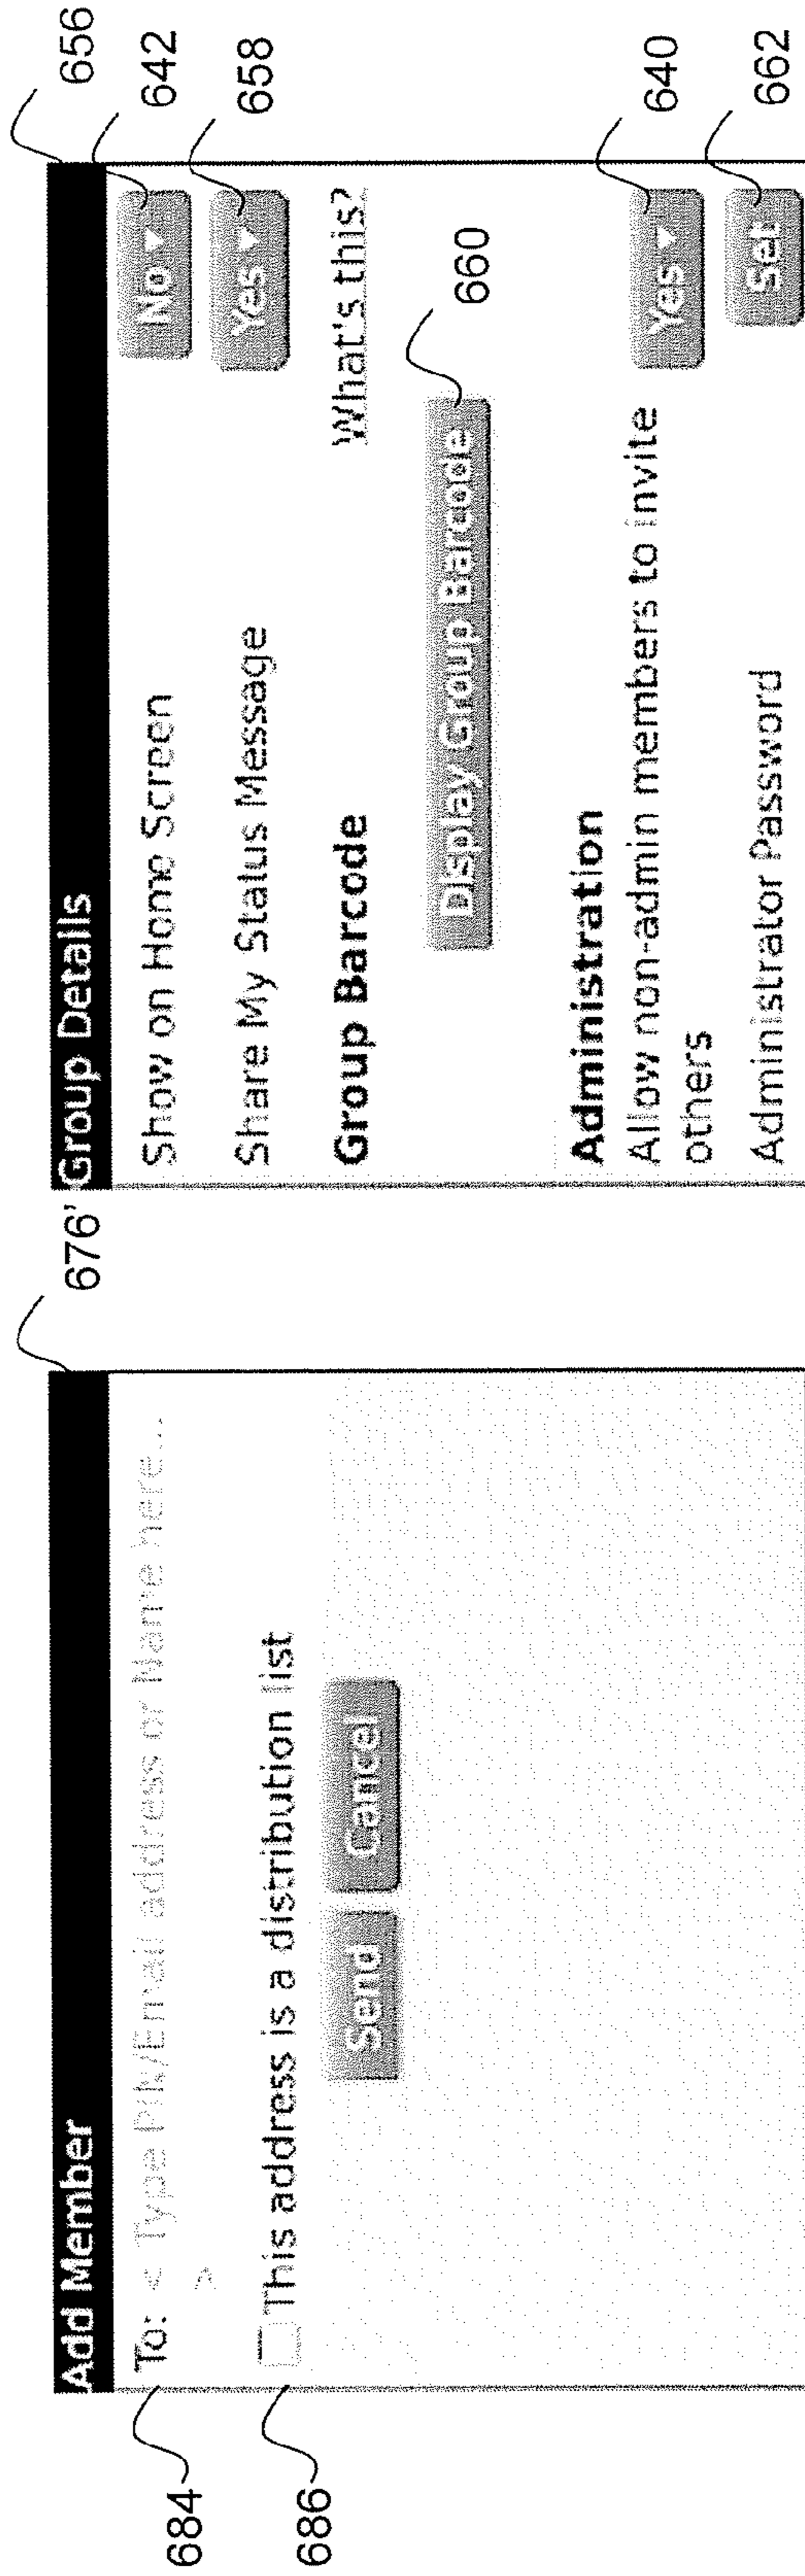 676'
Add Member
684
To: < Type PIN/Email address or Name here...
>
686
This address is a distribution list
Send Cancel
656
Group Details
642
Show on Home Screen No
658
Share My Status Message Yes
Group Barcode What's this?
660
Display Group Barcode
Administration
640
Allow non-admin members to invite Yes
others
662
Administrator Password Set